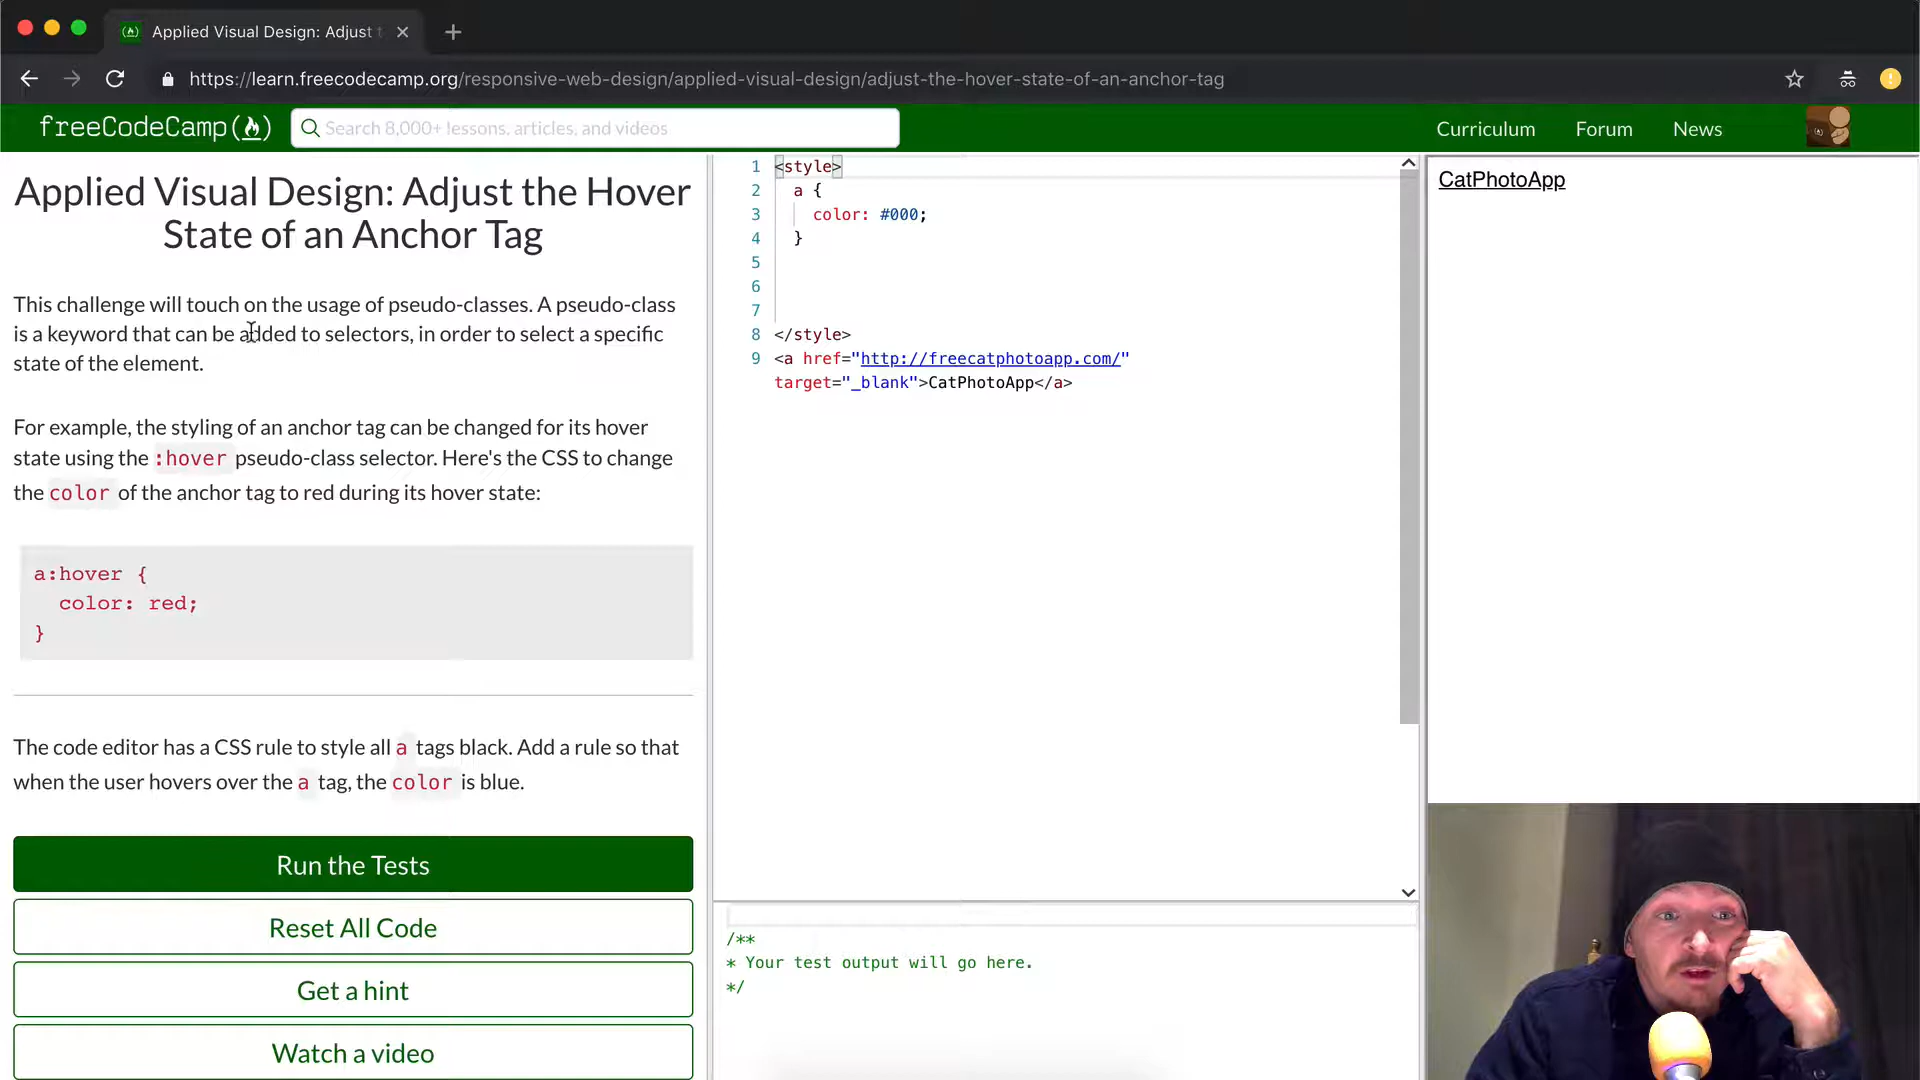 Applied Visual Design: Adjust t
https://learn.freecodecamp.org/responsive-web-design/applied-visual-design/adjust-the-hover-state-of-an-anchor-tag
freeCodeCamp
Search 8,000+ lessons, articles, and videos
Curriculum
Forum
News
Applied Visual Design: Adjust the Hover
State of an Anchor Tag
This challenge will touch on the usage of pseudo-classes. A pseudo-class
is a keyword that can be added to selectors, in order to select a specific
state of the element.
For example, the styling of an anchor tag can be changed for its hover
state using the :hover pseudo-class selector. Here's the CSS to change
the color of the anchor tag to red during its hover state:
a:hover {
color: red;
}
The code editor has a CSS rule to style all a tags black. Add a rule so that
when the user hovers over the a tag, the color is blue.
Run the Tests
Reset All Code
Get a hint
Watch a video
1 <style>
2 a {
3 color: #000;
4 }
5
6
7
8 </style>
9 <a href="http://freecatphotoapp.com/"
target="_blank">CatPhotoApp</a>
/**
* Your test output will go here.
*/
CatPhotoApp